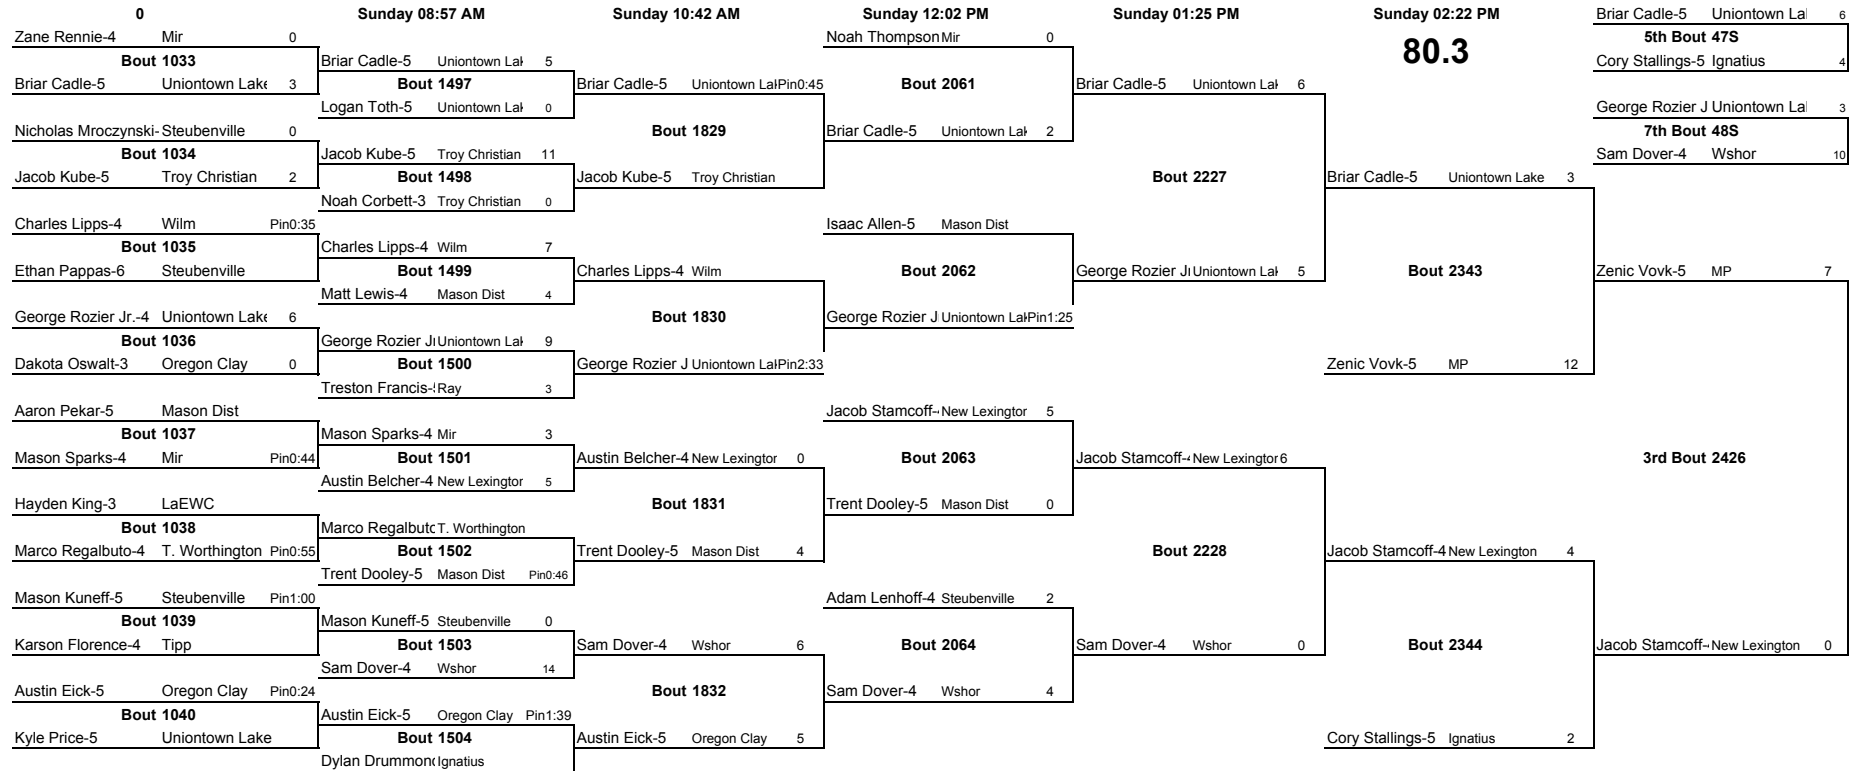 0 Sunday 08:57 AM Sunday 10:42 AM Sunday 12:02 PM Sunday 01:25 PM Sunday 02:22 PM Briar Cadle-5 Uniontown Lal 6
Zane Rennie-4 Mir 0 Noah Thompson Mir 0 5th Bout 47S
80.3
Bout 1033 Briar Cadle-5 Uniontown Lak 5 Cory Stallings-5 Ignatius 4
Briar Cadle-5 Uniontown Lake 3 Bout 1497 Briar Cadle-5 Uniontown Lal Pin0:45 Bout 2061 Briar Cadle-5 Uniontown Lak 6
Logan Toth-5 Uniontown Lak 0 George Rozier J Uniontown Lal 3
Nicholas Mroczynski- Steubenville 0 Bout 1829 Briar Cadle-5 Uniontown Lak 2 7th Bout 48S
Bout 1034 Jacob Kube-5 Troy Christian 11 Sam Dover-4 Wshor 10
Jacob Kube-5 Troy Christian 2 Bout 1498 Jacob Kube-5 Troy Christian Bout 2227 Briar Cadle-5 Uniontown Lake 3
Noah Corbett-3 Troy Christian 0
Charles Lipps-4 Wilm Pin0:35 Isaac Allen-5 Mason Dist
Bout 1035 Charles Lipps-4 Wilm 7
Ethan Pappas-6 Steubenville Bout 1499 Charles Lipps-4 Wilm Bout 2062 George Rozier Jr Uniontown Lak 5 Bout 2343 Zenic Vovk-5 MP 7
Matt Lewis-4 Mason Dist 4
George Rozier Jr.-4 Uniontown Lake 6 Bout 1830 George Rozier J Uniontown Lak Pin1:25
Bout 1036 George Rozier Jr Uniontown Lak 9
Dakota Oswalt-3 Oregon Clay 0 Bout 1500 George Rozier J Uniontown Lal Pin2:33 Zenic Vovk-5 MP 12
Treston Francis- Ray 3
Aaron Pekar-5 Mason Dist Jacob Stamcoff- New Lexingtor 5
Bout 1037 Mason Sparks-4 Mir 3
Mason Sparks-4 Mir Pin0:44 Bout 1501 Austin Belcher-4 New Lexingtor 0 Bout 2063 Jacob Stamcoff- New Lexingtor 6 3rd Bout 2426
Austin Belcher-4 New Lexingtor 5
Hayden King-3 LaEWC Bout 1831 Trent Dooley-5 Mason Dist 0
Bout 1038 Marco Regalbutc T. Worthington
Marco Regalbuto-4 T. Worthington Pin0:55 Bout 1502 Trent Dooley-5 Mason Dist 4 Bout 2228 Jacob Stamcoff-4 New Lexington 4
Trent Dooley-5 Mason Dist Pin0:46
Mason Kuneff-5 Steubenville Pin1:00 Adam Lenhoff-4 Steubenville 2
Bout 1039 Mason Kuneff-5 Steubenville 0
Karson Florence-4 Tipp Bout 1503 Sam Dover-4 Wshor 6 Bout 2064 Sam Dover-4 Wshor 0 Bout 2344 Jacob Stamcoff- New Lexington 0
Sam Dover-4 Wshor 14
Austin Eick-5 Oregon Clay Pin0:24 Bout 1832 Sam Dover-4 Wshor 4
Bout 1040 Austin Eick-5 Oregon Clay Pin1:39
Kyle Price-5 Uniontown Lake Bout 1504 Austin Eick-5 Oregon Clay 5 Cory Stallings-5 Ignatius 2
Dylan Drummon Ignatius